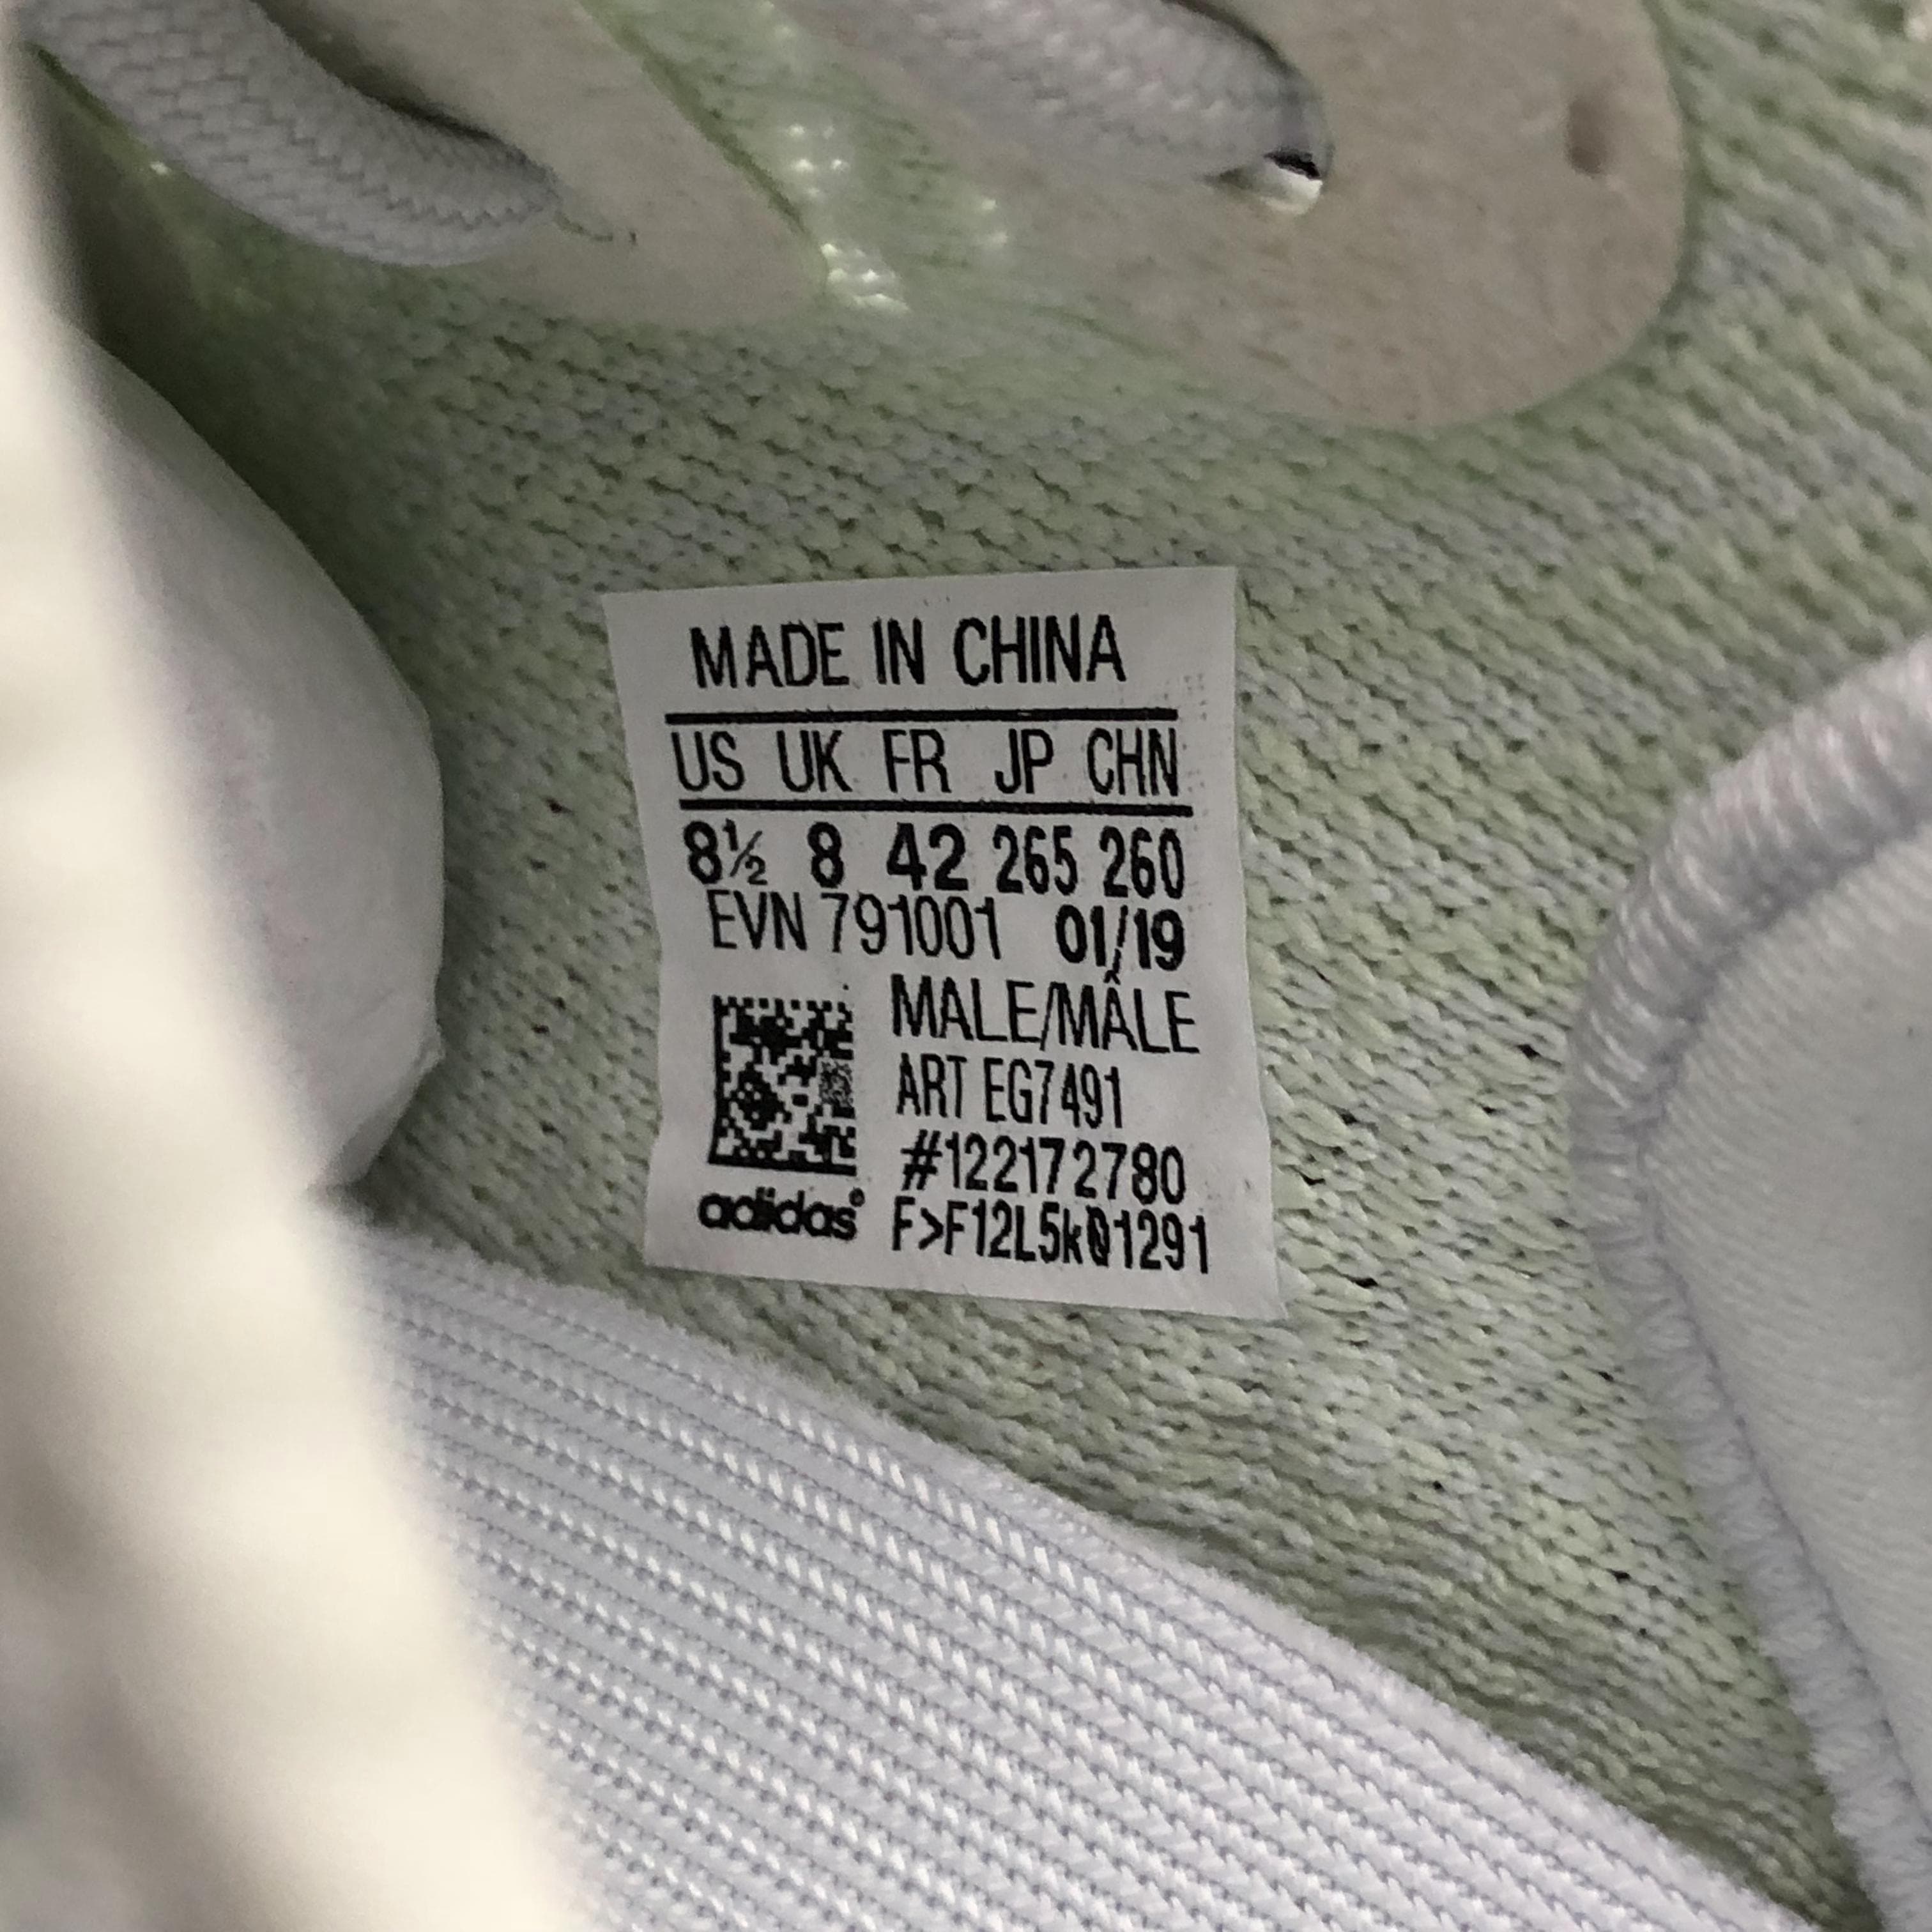 MADE IN CHINA
US UK FR JP CHN
8½ 8 42 265 260
EVN 791001 01/19
MALE/MÂLE
ART EG7491
#122172780
adidas® F>F12L5k01291